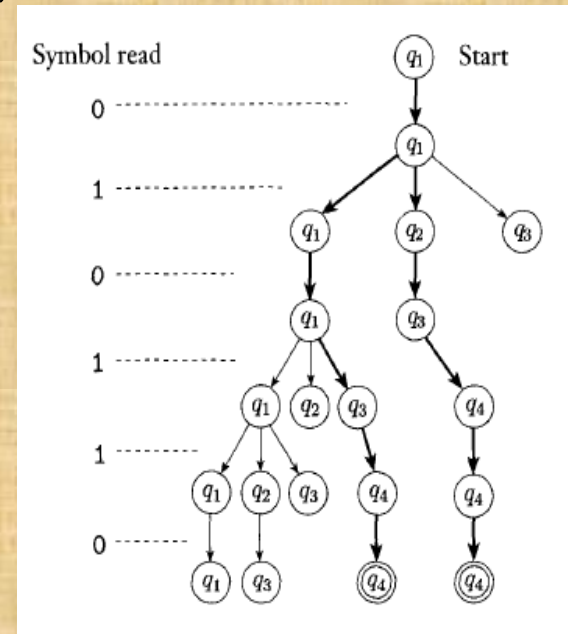 Symbol read q1 Start
0
q1
1
q1 q2 q3
0
q1 q3
1
q1 q2 q3 q4
1
q1 q2 q3 q4 q4
0
q1 q3 q4 q4